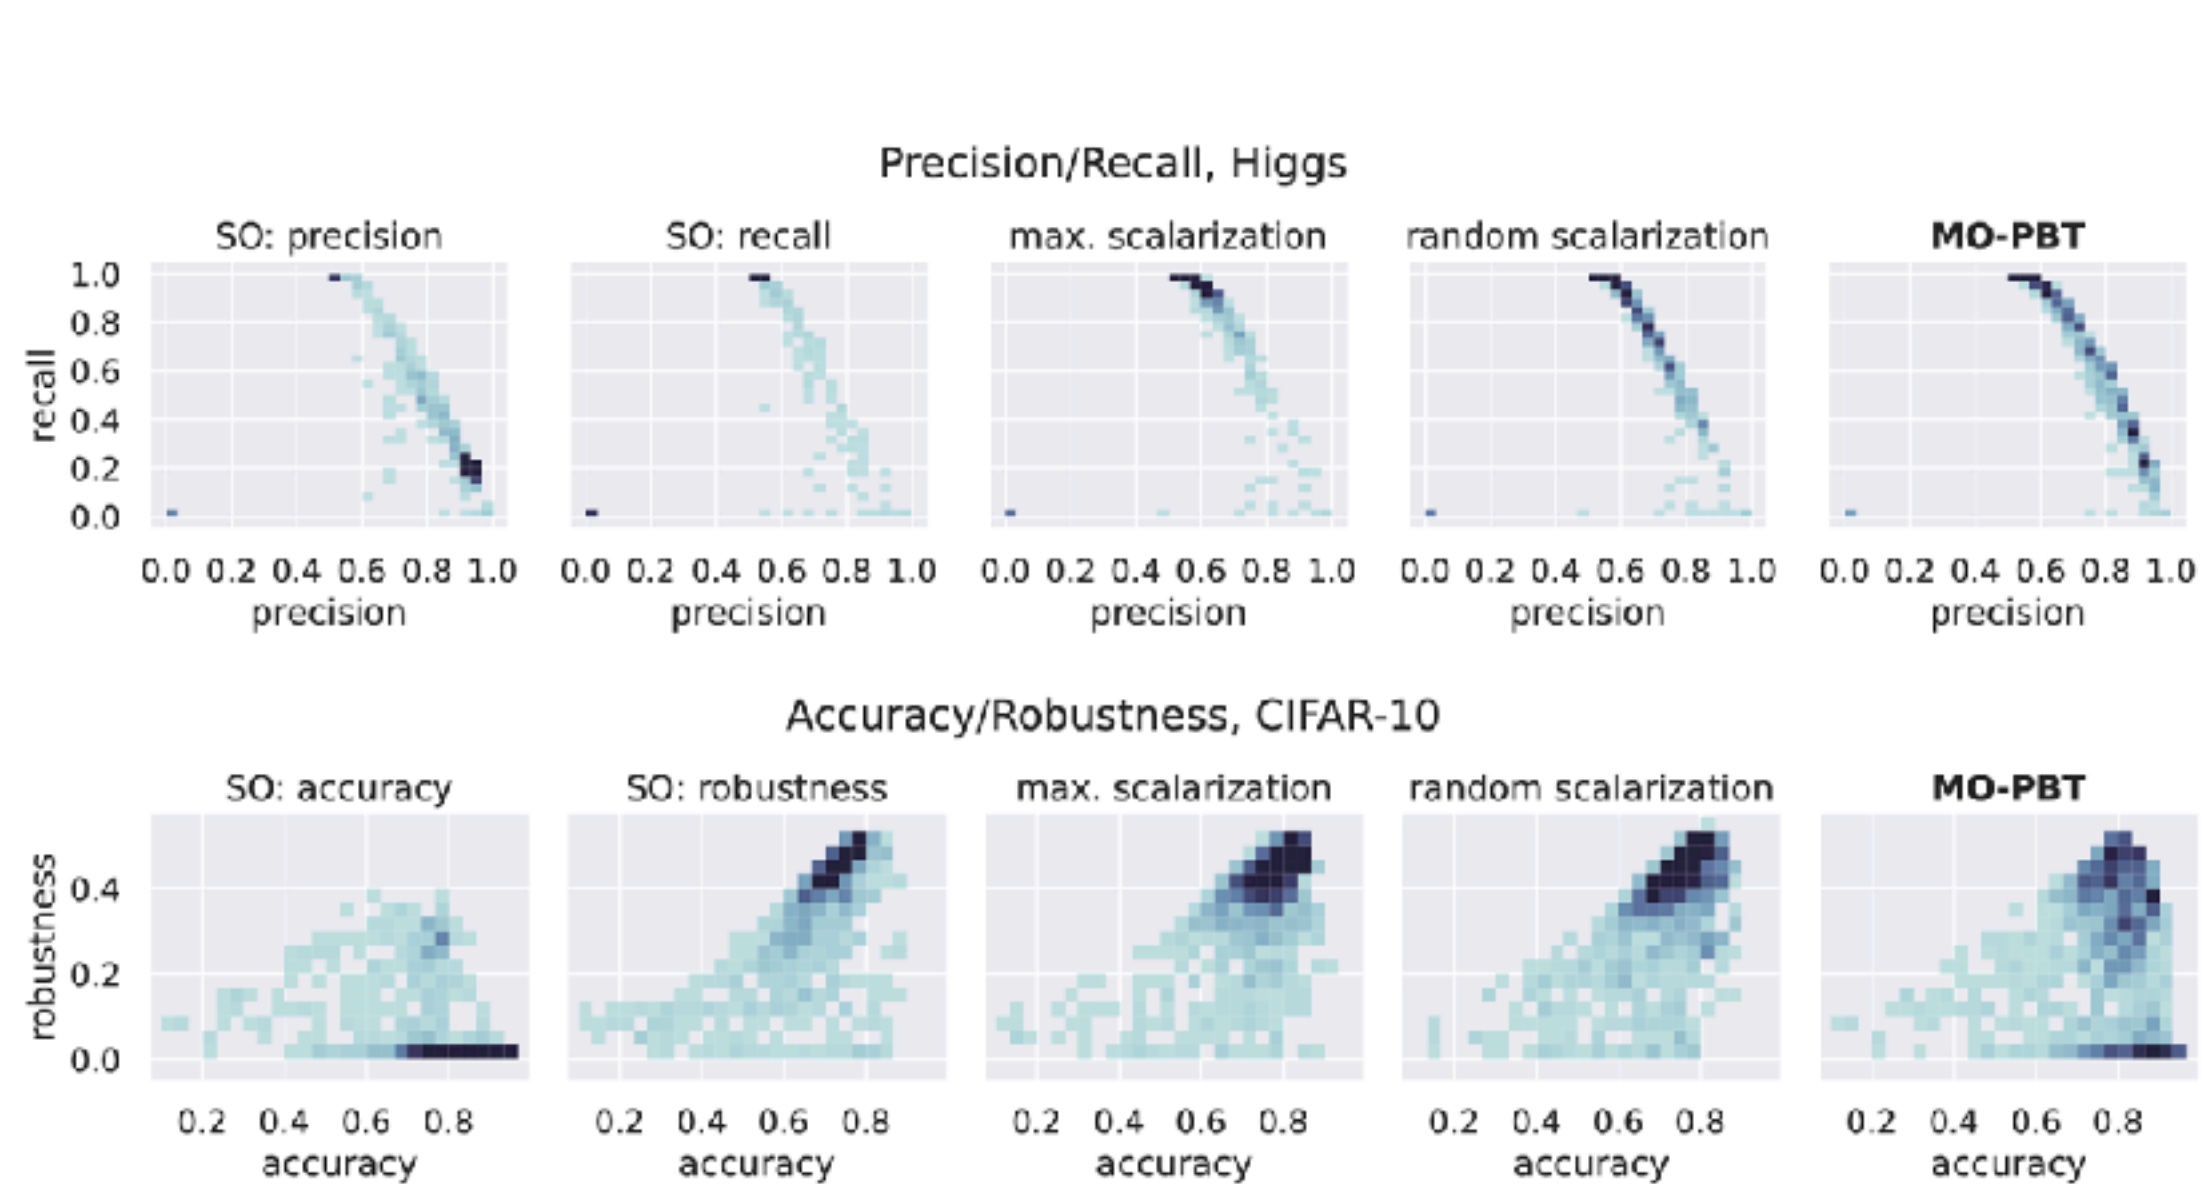 Precision/Recall, Higgs
SO: precision SO: recall max. scalarization random scalarization MO-PBT
recall
1.0
0.8
0.6
0.4
0.2
0.0
0.0 0.2 0.4 0.6 0.8 1.0 0.0 0.2 0.4 0.6 0.8 1.0 0.0 0.2 0.4 0.6 0.8 1.0 0.0 0.2 0.4 0.6 0.8 1.0 0.0 0.2 0.4 0.6 0.8 1.0
precision precision precision precision precision
Accuracy/Robustness, CIFAR-10
SO: accuracy SO: robustness max. scalarization random scalarization MO-PBT
robustness
0.4
0.2
0.0
0.2 0.4 0.6 0.8 0.2 0.4 0.6 0.8 0.2 0.4 0.6 0.8 0.2 0.4 0.6 0.8 0.2 0.4 0.6 0.8
accuracy accuracy accuracy accuracy accuracy